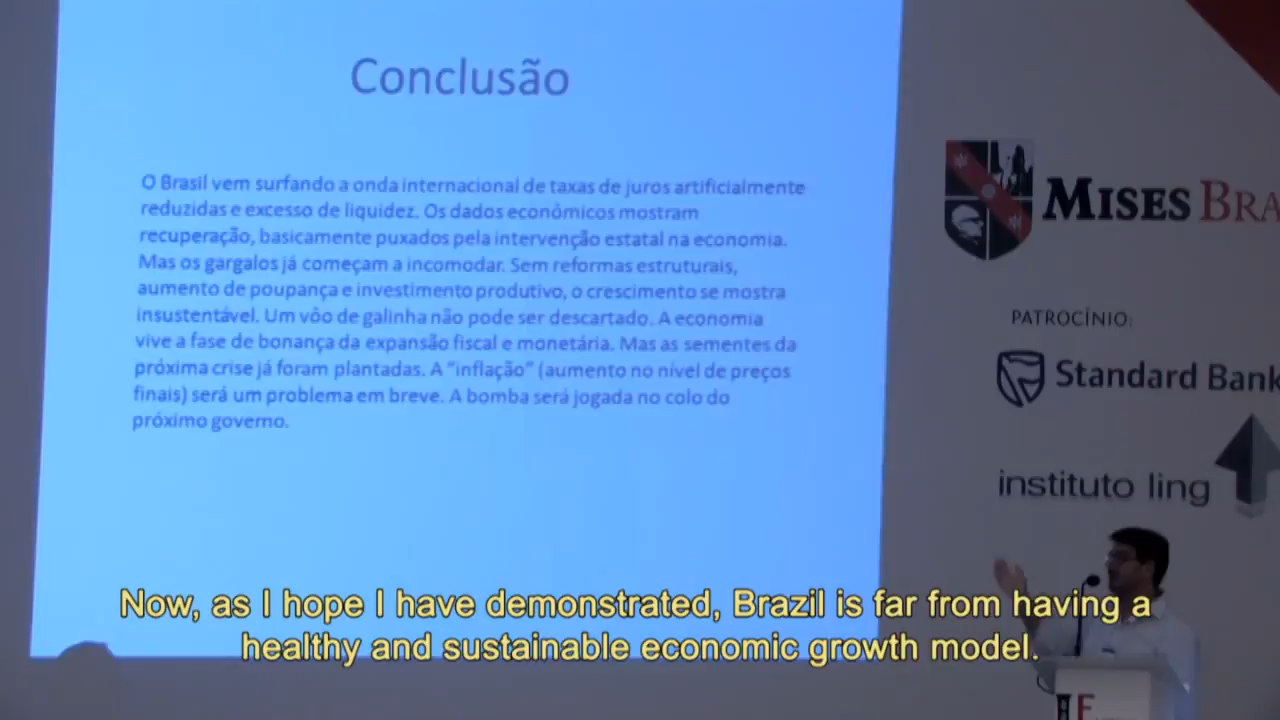 Conclusão
O Brasil vem surfando a onda internacional de taxas de juros artificialmente
reduzidas e excesso de liquidez. Os dados econômicos mostram
recuperação, basicamente puxados pela intervenção estatal na economia.
Mas os gargalos já começam a incomodar. Sem reformas estruturais,
aumento de poupança e investimento produtivo, o crescimento se mostra
insustentável. Um vôo de galinha não pode ser descartado. A economia
vive a fase de bonança da expansão fiscal e monetária. Mas as sementes da
próxima crise já foram plantadas. A "inflação" (aumento no nível de preços
finais) será um problema em breve. A bomba será jogada no colo do
próximo governo.
MISES BRA
PATROCÍNIO:
Standard Bank
instituto ling
Now, as I hope I have demonstrated, Brazil is far from having a
healthy and sustainable economic growth model.